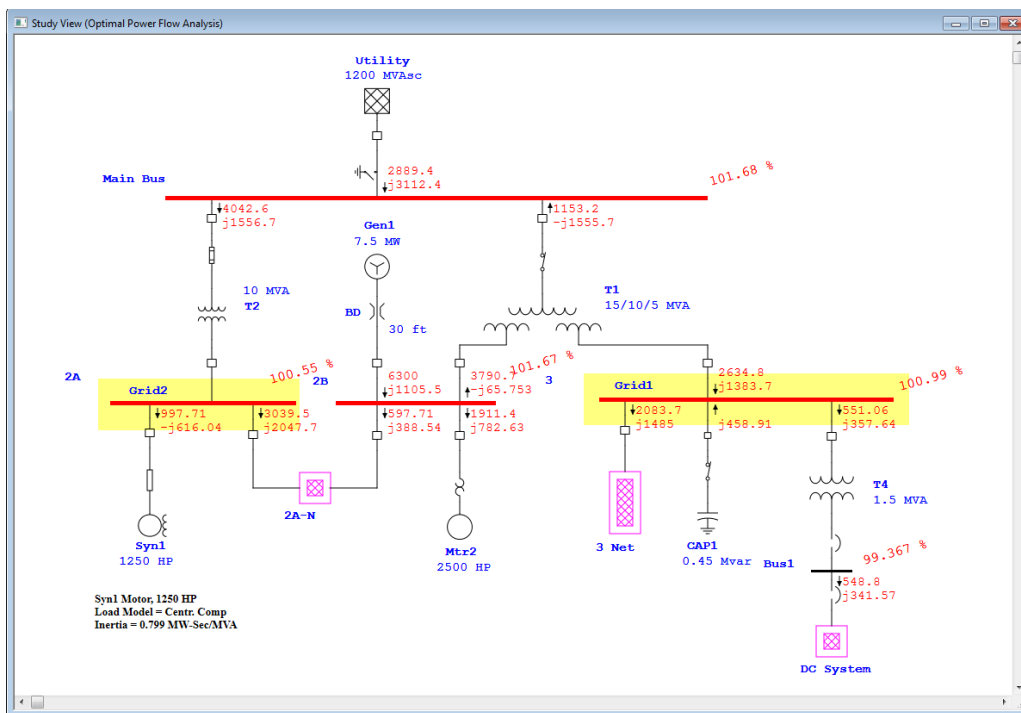 Study View (Optimal Power Flow Analysis)
Utility
1200 MVAsc
2889.4
j3112.4
101.68 %
Main Bus
4042.6
j1556.7
1153.2
-j1555.7
Gen1
7.5 MW
10 MVA
T2
T1
15/10/5 MVA
BD
30 ft
100.55 %
2A
Grid2
2B
6300
j1105.5
3790.7
-j65.753
101.67 %
3
2634.8
j1383.7
Grid1
100.99 %
997.71
-j616.04
3039.5
j2047.7
597.71
j388.54
1911.4
j782.63
2083.7
j1485
j458.91
551.06
j357.64
T4
1.5 MVA
2A-N
Syn1
1250 HP
Mtr2
2500 HP
3 Net
CAP1
0.45 Mvar
Bus1
99.367 %
548.8
j341.57
DC System
Syn1 Motor, 1250 HP
Load Model = Centr. Comp
Inertia = 0.799 MW-Sec/MVA